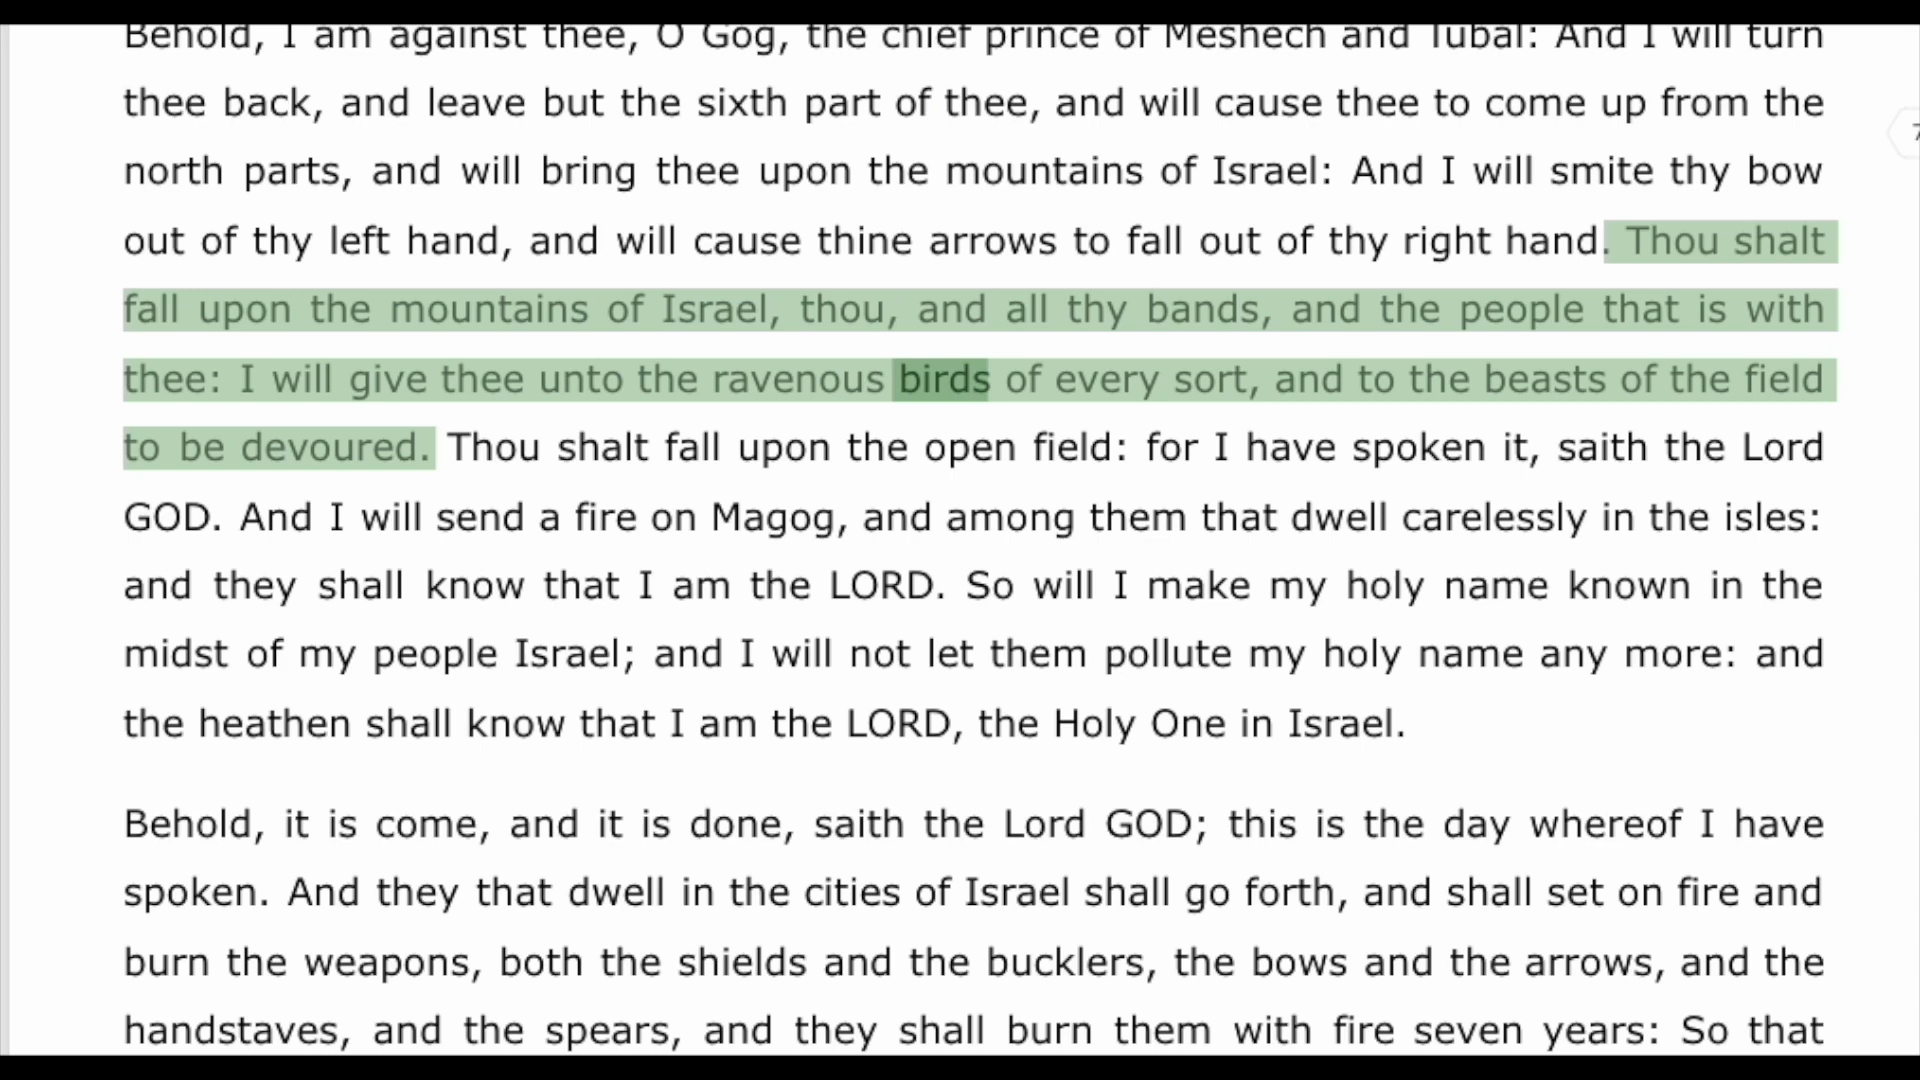 Behold, I am against thee, O Gog, the chief prince of Meshech and Tubal: And I will turn
thee back, and leave but the sixth part of thee, and will cause thee to come up from the
north parts, and will bring thee upon the mountains of Israel: And I will smite thy bow
out of thy left hand, and will cause thine arrows to fall out of thy right hand. Thou shalt
fall upon the mountains of Israel, thou, and all thy bands, and the people that is with
thee: I will give thee unto the ravenous birds of every sort, and to the beasts of the field
to be devoured. Thou shalt fall upon the open field: for I have spoken it, saith the Lord
GOD. And I will send a fire on Magog, and among them that dwell carelessly in the isles:
and they shall know that I am the LORD. So will I make my holy name known in the
midst of my people Israel; and I will not let them pollute my holy name any more: and
the heathen shall know that I am the LORD, the Holy One in Israel.
Behold, it is come, and it is done, saith the Lord GOD; this is the day whereof I have
spoken. And they that dwell in the cities of Israel shall go forth, and shall set on fire and
burn the weapons, both the shields and the bucklers, the bows and the arrows, and the
handstaves, and the spears, and they shall burn them with fire seven years: So that